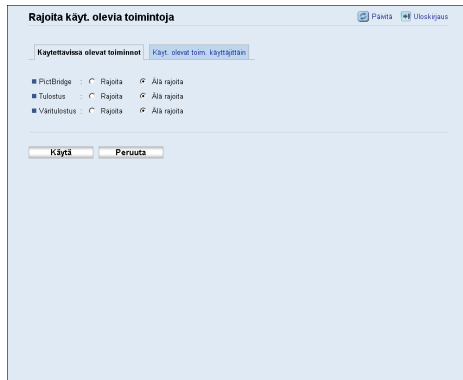 Rajoita käyt. olevia toimintoja
Päivitä Uloskirjaus
Käytettävissä olevat toiminnot Käyt. olevat toim. käyttäjittäin
PictBridge : Rajoita Älä rajoita
Tulostus : Rajoita Älä rajoita
Väritulostus : Rajoita Älä rajoita
Käytä Peruuta